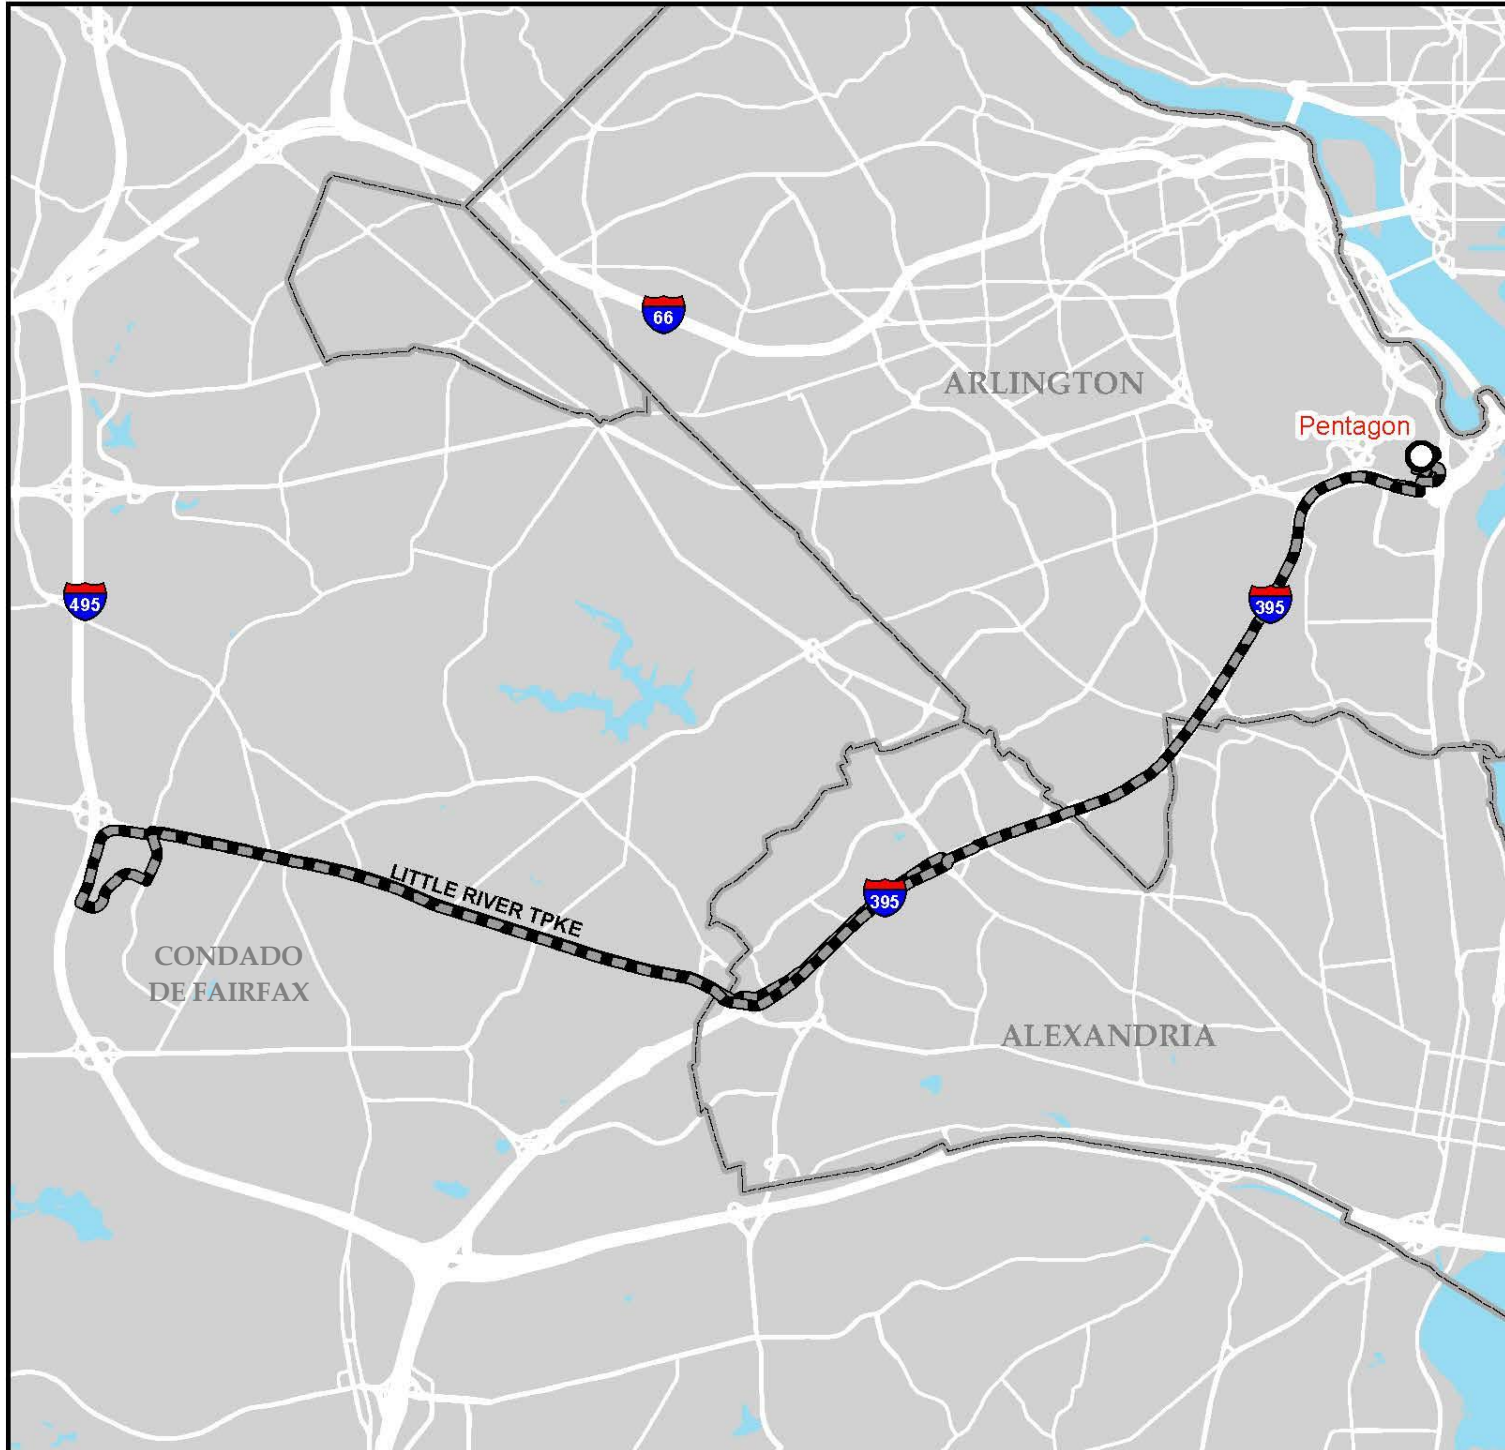 66
ARLINGTON
Pentagon
495
395
LITTLE RIVER TPKE
395
CONDADO
DE FAIRFAX
ALEXANDRIA